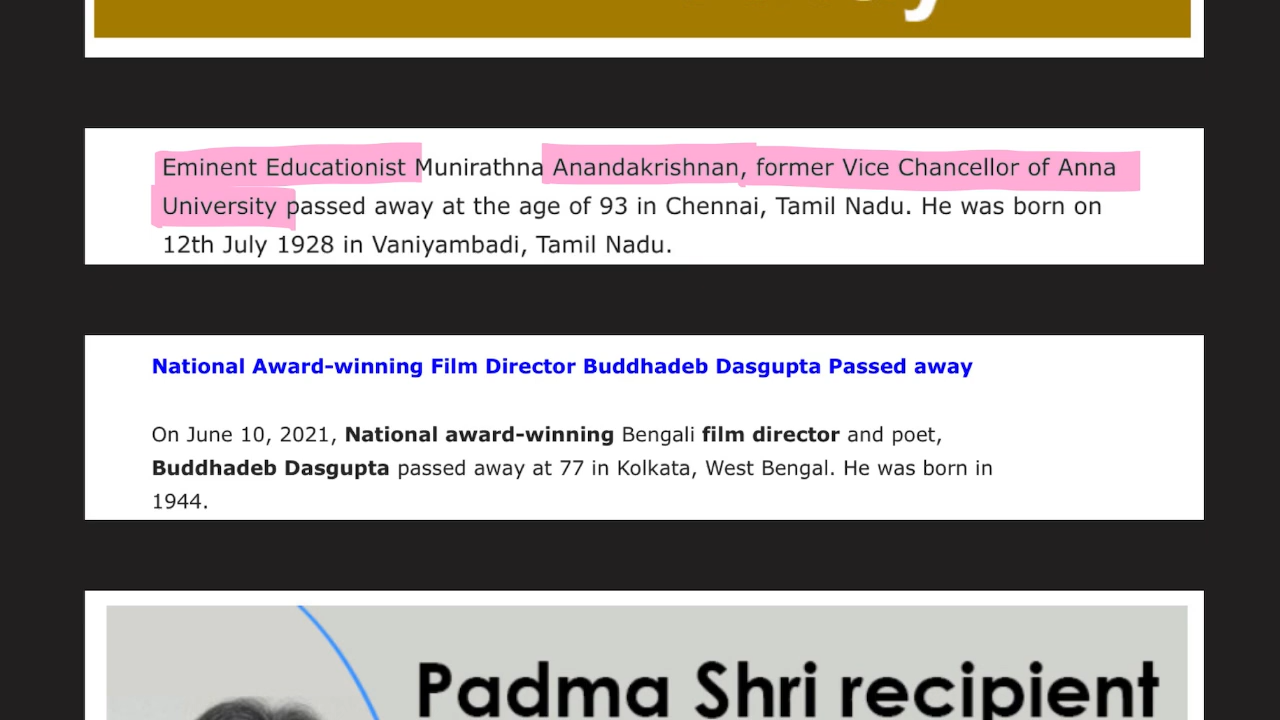 Eminent Educationist Munirathna Anandakrishnan, former Vice Chancellor of Anna
University passed away at the age of 93 in Chennai, Tamil Nadu. He was born on
12th July 1928 in Vaniyambadi, Tamil Nadu.
National Award-winning Film Director Buddhadeb Dasgupta Passed away
On June 10, 2021, National award-winning Bengali film director and poet,
Buddhadeb Dasgupta passed away at 77 in Kolkata, West Bengal. He was born in
1944.
Padma Shri recipient